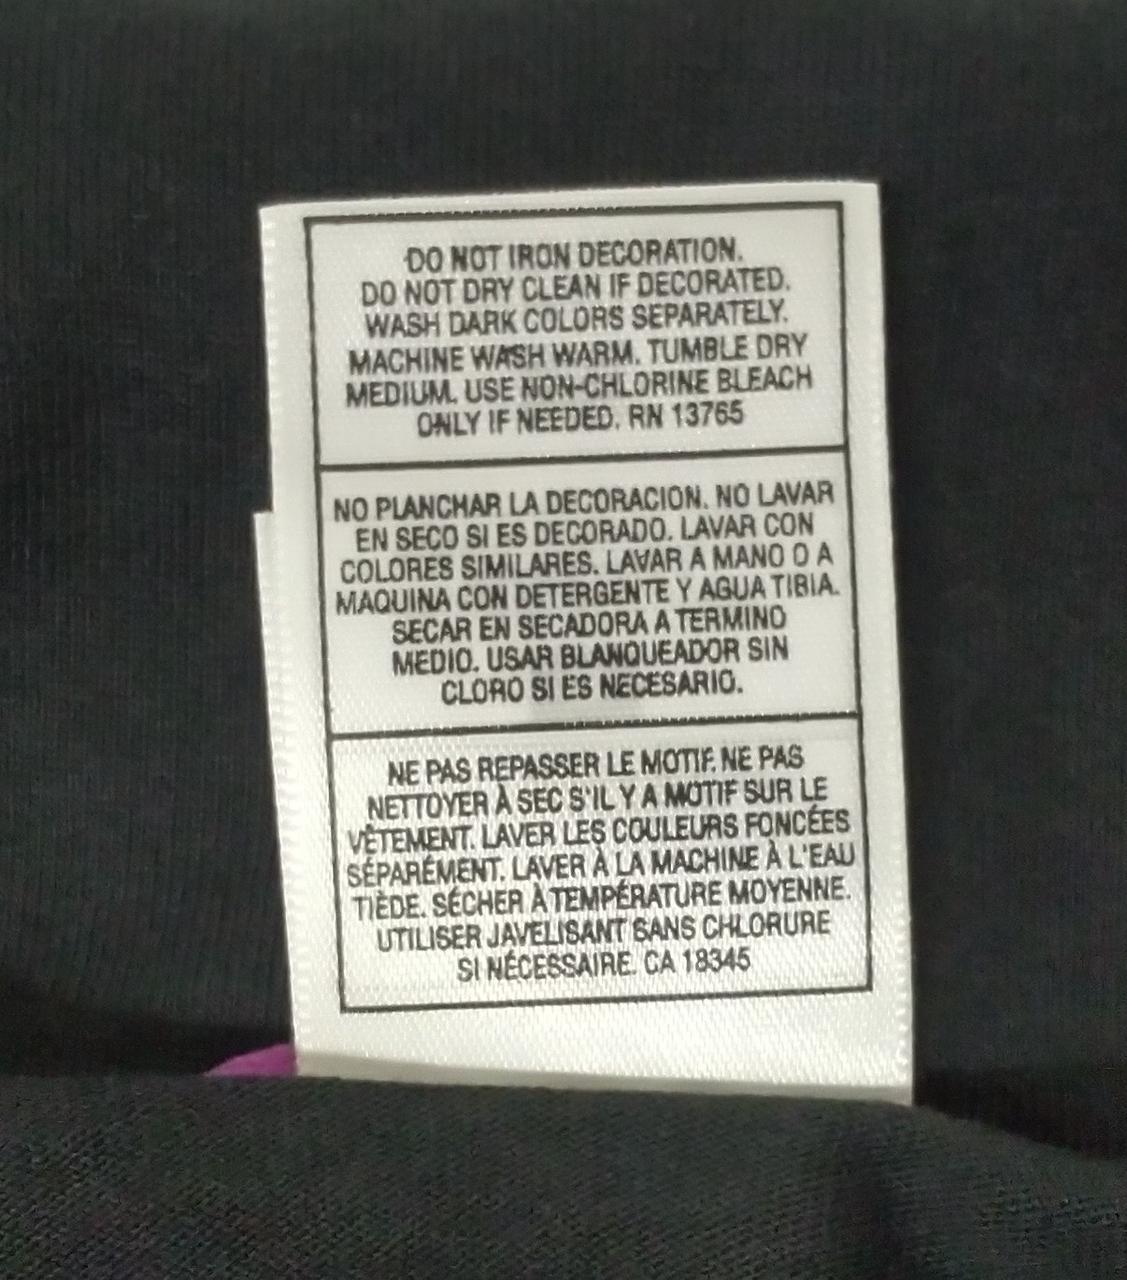 DO NOT IRON DECORATION.
DO NOT DRY CLEAN IF DECORATED.
WASH DARK COLORS SEPARATELY.
MACHINE WASH WARM. TUMBLE DRY
MEDIUM. USE NON-CHLORINE BLEACH
ONLY IF NEEDED. RN 13765
NO PLANCHAR LA DECORACION. NO LAVAR
EN SECO SI ES DECORADO. LAVAR CON
COLORES SIMILARES. LAVAR A MANO O A
MAQUINA CON DETERGENTE Y AGUA TIBIA.
SECAR EN SECADORA A TERMINO
MEDIO. USAR BLANQUEADOR SIN
CLORO SI ES NECESARIO.
NE PAS REPASSER LE MOTIF. NE PAS
NETTOYER À SEC S'IL Y A MOTIF SUR LE
VÊTEMENT. LAVER LES COULEURS FONCÉES
SÉPARÉMENT. LAVER À LA MACHINE À L'EAU
TIÈDE. SÉCHER À TEMPÉRATURE MOYENNE.
UTILISER JAVELISANT SANS CHLORURE
SI NÉCESSAIRE. CA 18345